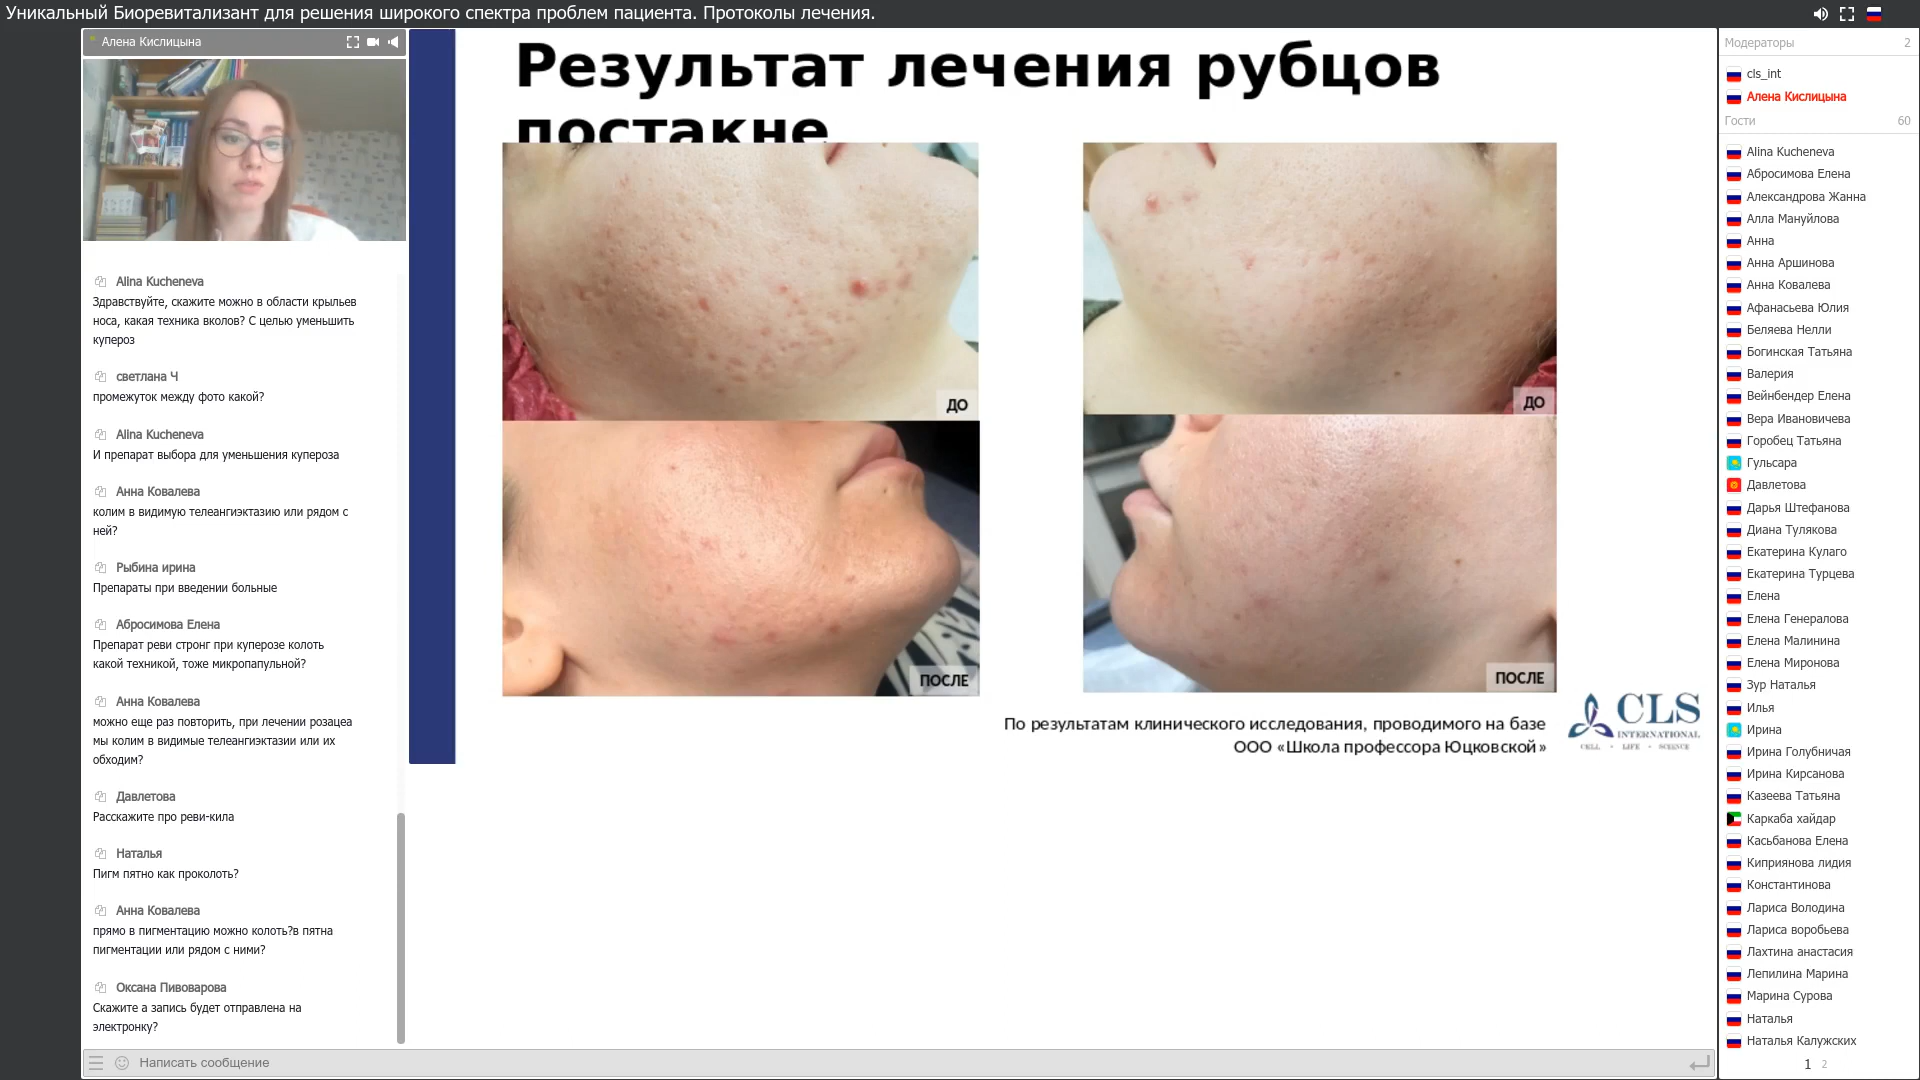 Уникальный Биоревитализант для решения широкого спектра проблем пациента. Протоколы лечения.
Алена Кислицына
Alina Kucheneva
Здравствуйте, скажите можно в области крыльев
носа, какая техника вколов? С целью уменьшить
купероз
светлана Ч
промежуток между фото какой?
Alina Kucheneva
И препарат выбора для уменьшения купероза
Анна Ковалева
колим в видимую телеангиэктазию или рядом с
ней?
Рыбина ирина
Препараты при введении больные
Абросимова Елена
Препарат реви стронг при куперозе колоть
какой техникой, тоже микропапульной?
Анна Ковалева
можно еще раз повторить, при лечении розацеа
мы колим в видимые телеангиэктазии или их
обходим?
Давлетова
Расскажите про реви-кила
Наталья
Пигм пятно как проколоть?
Анна Ковалева
прямо в пигментацию можно колоть?в пятна
пигментации или рядом с ними?
Оксана Пивоварова
Скажите а запись будет отправлена на
электронку?
Написать сообщение
Результат лечения рубцов
постакне
ДО
ДО
ПОСЛЕ
ПОСЛЕ
По результатам клинического исследования, проводимого на базе
ООО «Школа профессора Юцковской»
CLS
INTERNATIONAL
CELL • LIFE • SCIENCE
Модераторы 2
cls_int
Алена Кислицына
Гости 60
Alina Kucheneva
Абросимова Елена
Александрова Жанна
Алла Мануйлова
Анна
Анна Аршинова
Анна Ковалева
Афанасьева Юлия
Беляева Нелли
Богинская Татьяна
Валерия
Вейнбендер Елена
Вера Ивановичева
Горобец Татьяна
Гульсара
Давлетова
Дарья Штефанова
Диана Тулякова
Екатерина Кулаго
Екатерина Турцева
Елена
Елена Генералова
Елена Малинина
Елена Миронова
Зур Наталья
Илья
Ирина
Ирина Голубничая
Ирина Кирсанова
Казеева Татьяна
Каркаба хайдар
Касьбанова Елена
Киприянова лидия
Константинова
Лариса Володина
Лариса воробьева
Лахтина анастасия
Лепилина Марина
Марина Сурова
Наталья
Наталья Калужских
1 2